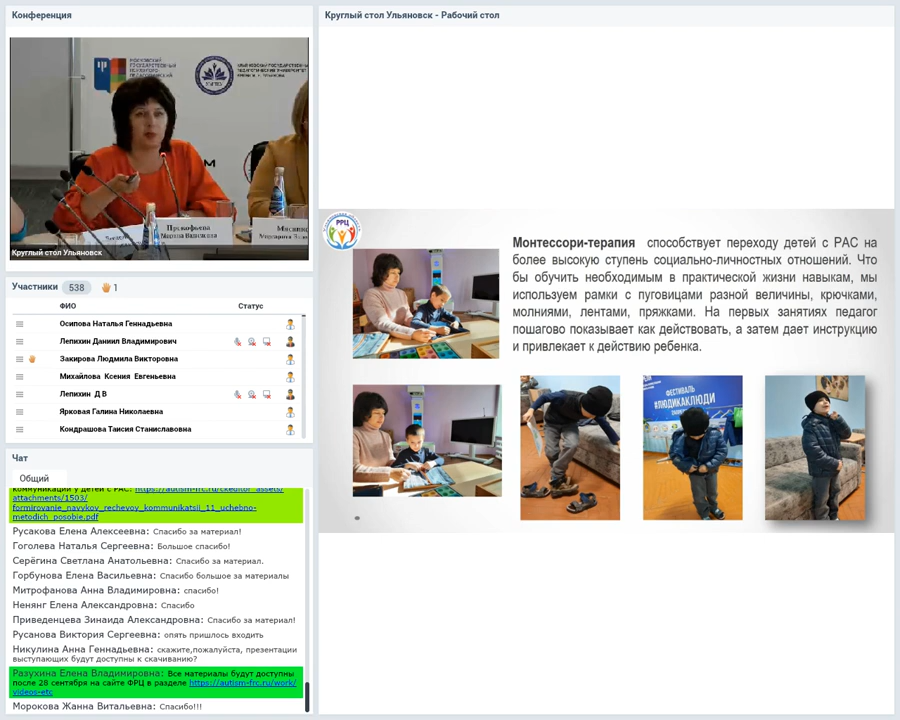 Конференция
МОСКОВСКИЙ
ГОСУДАРСТВЕННЫЙ
ПСИХОЛОГО-
ПЕДАГОГИЧЕСКИЙ
Круглый стол Ульяновск
Участники 538 1
ФИО Статус
Осипова Наталья Геннадьевна
Лепихин Даниил Владимирович
Закирова Людмила Викторовна
Михайлова Ксения Евгеньевна
Лепихин Д В
Ярковая Галина Николаевна
Кондрашова Таисия Станиславовна
Чат
Общий
коммуникации у детей с РАС: https://autism-frc.ru/ckeditor_assets/
attachments/1503/
formirovanie_navykov_rechevoy_kommunikatsii_11_uchebno-
metodich_posobie.pdf
Русакова Елена Алексеевна: Спасибо за материал!
Гоголева Наталья Сергеевна: Большое спасибо!
Серёгина Светлана Анатольевна: Спасибо за материал.
Горбунова Елена Васильевна: Спасибо большое за материалы
Митрофанова Анна Владимировна: спасибо!
Ненянг Елена Александровна: Спасибо
Приведенцева Зинаида Александровна: Спасибо за материал!
Русанова Виктория Сергеевна: опять пришлось входить
Никулина Анна Геннадьевна: скажите,пожалуйста, презентации
выступающих будут доступны к скачиванию?
Разухина Елена Владимировна: Все материалы будут доступны
после 28 сентября на сайте ФРЦ в разделе https://autism-frc.ru/work/
videos-etc
Морокова Жанна Витальевна: Спасибо!!!
Круглый стол Ульяновск - Рабочий стол
РРЦ
Монтессори-терапия способствует переходу детей с РАС на
более высокую ступень социально-личностных отношений. Что
бы обучить необходимым в практической жизни навыкам, мы
используем рамки с пуговицами разной величины, крючками,
молниями, лентами, пряжками. На первых занятиях педагог
пошагово показывает как действовать, а затем дает инструкцию
и привлекает к действию ребенка.
ФЕСТИВАЛЬ
#ЛЮДИКАКЛЮДИ